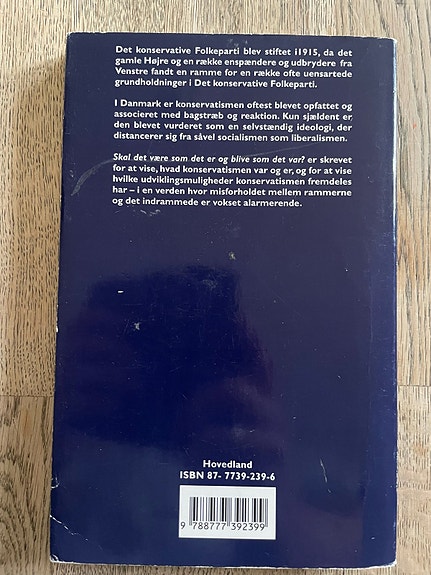 Det konservative Folkeparti blev stiftet i1915, da det
gamle Højre og en række enspændere og udbrydere fra
Venstre fandt en ramme for en række ofte uensartede
grundholdninger i Det konservative Folkeparti.
I Danmark er konservatismen oftest blevet opfattet og
associeret med bagstræb og reaktion. Kun sjældent er
den blevet vurderet som en selvstændig ideologi, der
distancerer sig fra såvel socialismen som liberalismen.
Skal det være som det er og blive som det var? er skrevet
for at vise, hvad konservatismen var og er, og for at vise
hvilke udviklingsmuligheder konservatismen fremdeles
har – i en verden hvor misforholdet mellem rammerne
og det indrammede er vokset alarmerende.
Hovedland
ISBN 87- 7739-239-6
9 788777 392399